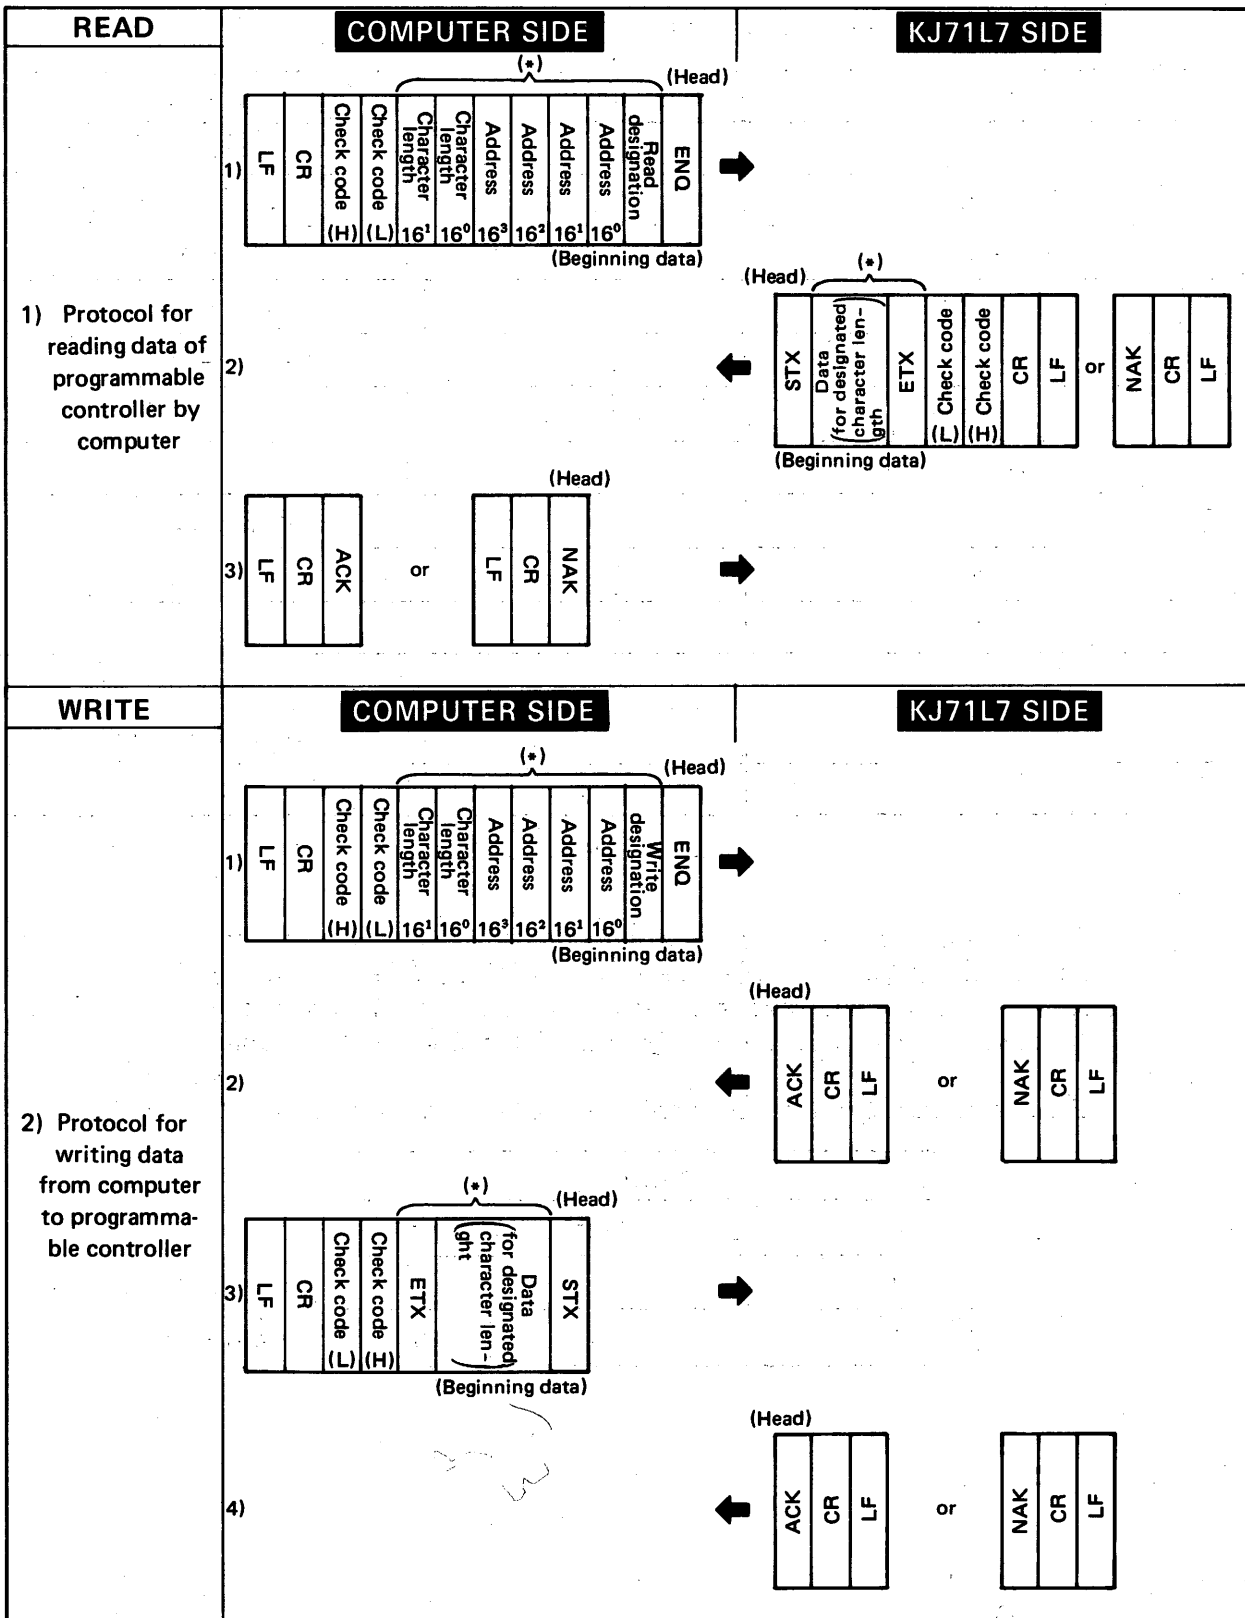 READ
COMPUTER SIDE
KJ71L7 SIDE
1) Protocol for
reading data of
programmable
controller by
computer
1)
(*)
(Head)
LF
CR
Check code
(H)
Check code
(L)
Character
length
16¹
Character
length
16⁰
Address
16³
Address
16²
Address
16¹
Address
16⁰
Read
designation
ENQ
(Beginning data)
2)
(Head)
(*)
STX
Data
(for designated
character len-
gth
ETX
Check code
(L)
Check code
(H)
CR
LF
or
NAK
CR
LF
(Beginning data)
3)
(Head)
LF
CR
ACK
or
LF
CR
NAK
WRITE
COMPUTER SIDE
KJ71L7 SIDE
2) Protocol for
writing data
from computer
to programma-
ble controller
1)
(*)
(Head)
LF
CR
Check code
(H)
Check code
(L)
Character
length
16¹
Character
length
16⁰
Address
16³
Address
16²
Address
16¹
Address
16⁰
Write
designation
ENQ
(Beginning data)
2)
(Head)
ACK
CR
LF
or
NAK
CR
LF
3)
(*)
(Head)
LF
CR
Check code
(L)
Check code
(H)
ETX
Data
(for designated
character len-
ght
STX
(Beginning data)
4)
(Head)
ACK
CR
LF
or
NAK
CR
LF